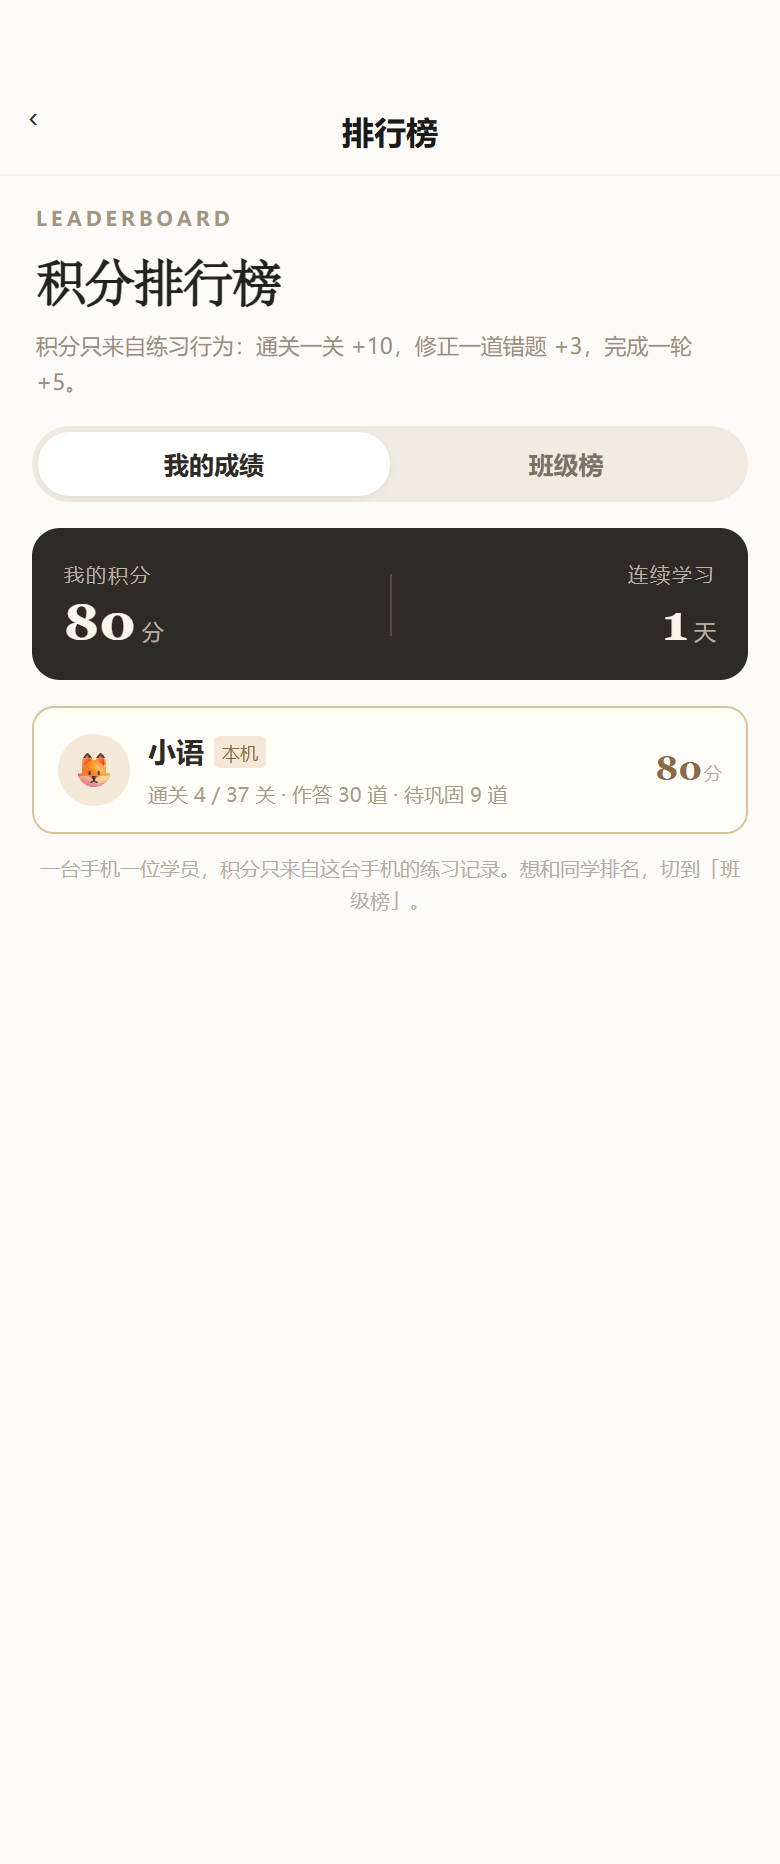 ‹
排行榜
LEADERBOARD
积分排行榜
积分只来自练习行为：通关一关 +10，修正一道错题 +3，完成一轮
+5。
我的成绩
班级榜
我的积分
连续学习
80 分
1 天
小语 本机
通关 4 / 37 关 · 作答 30 道 · 待巩固 9 道
80分
一台手机一位学员，积分只来自这台手机的练习记录。想和同学排名，切到「班
级榜」。